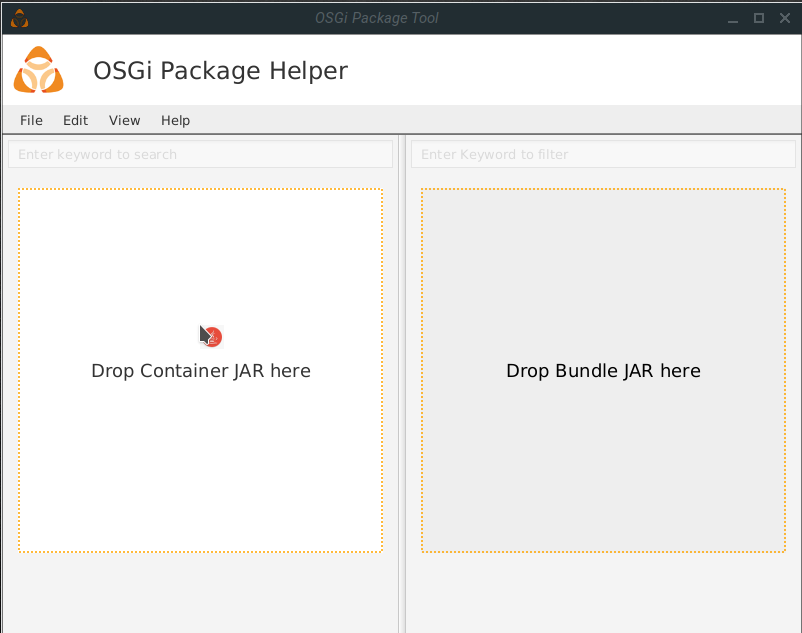 OSGi Package Tool
OSGi Package Helper
File Edit View Help
Enter keyword to search
Enter Keyword to filter
Drop Container JAR here
Drop Bundle JAR here